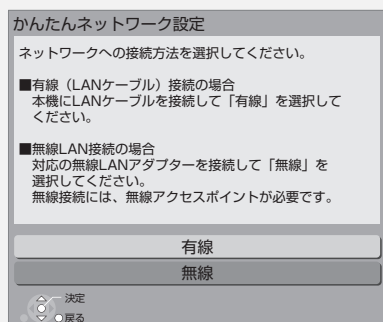 かんたんネットワーク設定
ネットワークへの接続方法を選択してください。
■有線（LANケーブル）接続の場合
本機にLANケーブルを接続して「有線」を選択して
ください。
■無線LAN接続の場合
対応の無線LANアダプターを接続して「無線」を
選択してください。
無線接続には、無線アクセスポイントが必要です。
有線
無線
決定
戻る